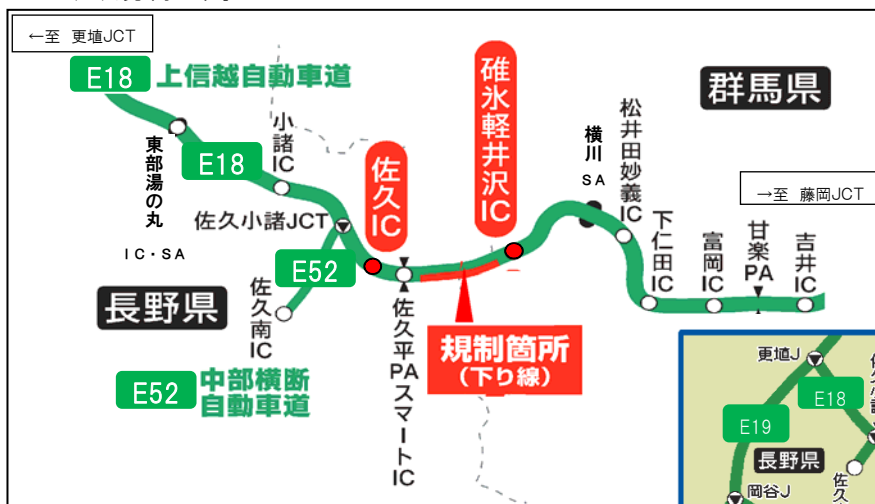 ←至 更埴JCT
E18 上信越自動車道
東部湯の丸
IC・SA
E18
小諸IC
佐久小諸JCT
佐久IC
碓氷軽井沢IC
横川
SA
松井田妙義IC
群馬県
→至 藤岡JCT
下仁田IC
富岡IC
甘楽PA
吉井IC
E52
長野県
佐久南IC
E52 中部横断
自動車道
佐久平PAスマートIC
規制箇所
(下り線)
更埴J
E18
E19
長野県
岡谷J